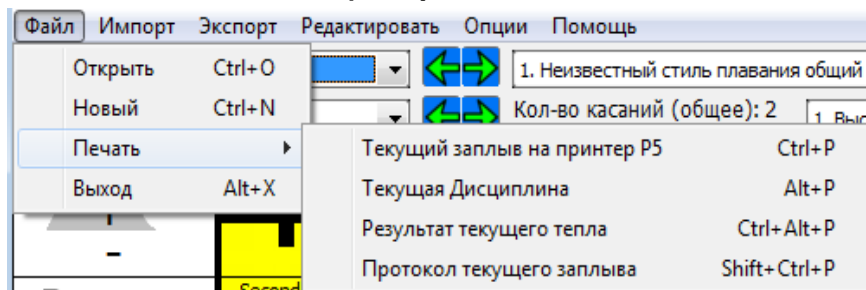 Файл Импорт Экспорт Редактировать Опции Помощь
Открыть Ctrl+O
1. Неизвестный стиль плавания общий
Новый Ctrl+N
Кол-во касаний (общее): 2
Печать
Текущий заплыв на принтер P5 Ctrl+P
Выход Alt+X
Текущая Дисциплина Alt+P
Результат текущего тепла Ctrl+Alt+P
Протокол текущего заплыва Shift+Ctrl+P